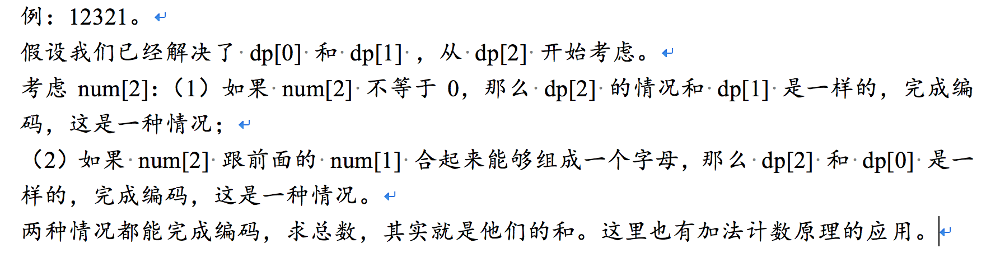 例：12321。
假设我们已经解决了 dp[0] 和 dp[1] ，从 dp[2] 开始考虑。
考虑 num[2]：（1）如果 num[2] 不等于 0，那么 dp[2] 的情况和 dp[1] 是一样的，完成编
码，这是一种情况；
（2）如果 num[2] 跟前面的 num[1] 合起来能够组成一个字母，那么 dp[2] 和 dp[0] 是一
样的，完成编码，这是一种情况。
两种情况都能完成编码，求总数，其实就是他们的和。这里也有加法计数原理的应用。